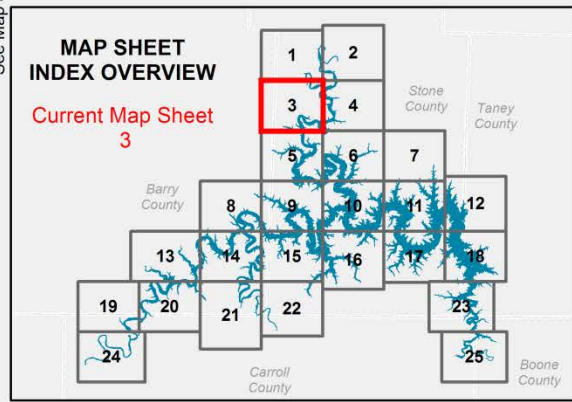 See Map
MAP SHEET
INDEX OVERVIEW
Current Map Sheet
3
1
2
3
4
Stone
County
Taney
County
5
6
7
Barry
County
8
9
10
11
12
13
14
15
16
17
18
19
20
21
22
23
24
25
Carroll
County
Boone
County